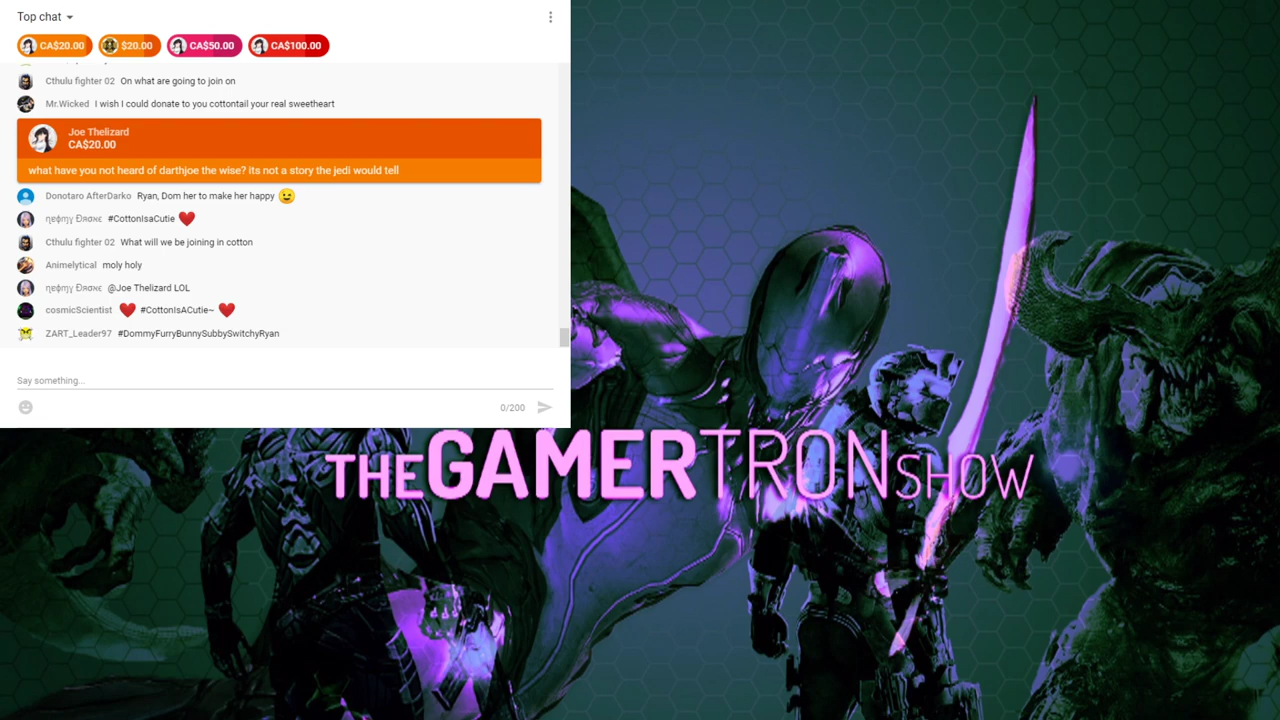 Top chat
CA$20.00 $20.00 CA$50.00 CA$100.00
Cthulu fighter 02 On what are going to join on
Mr.Wicked I wish I could donate to you cottontail your real sweetheart
Joe Thelizard
CA$20.00
what have you not heard of darthjoe the wise? its not a story the jedi would tell
Donotaro AfterDarko Ryan, Dom her to make her happy 😉
#CottonIsaCutie ❤️
Cthulu fighter 02 What will we be joining in cotton
Animelytical moly holy
@Joe Thelizard LOL
cosmicScientist ❤️ #CottonIsACutie~ ❤️
ZART_Leader97 #DommyFurryBunnySubbySwitchyRyan
Say something...
0/200
THEGAMERTRONSHOW